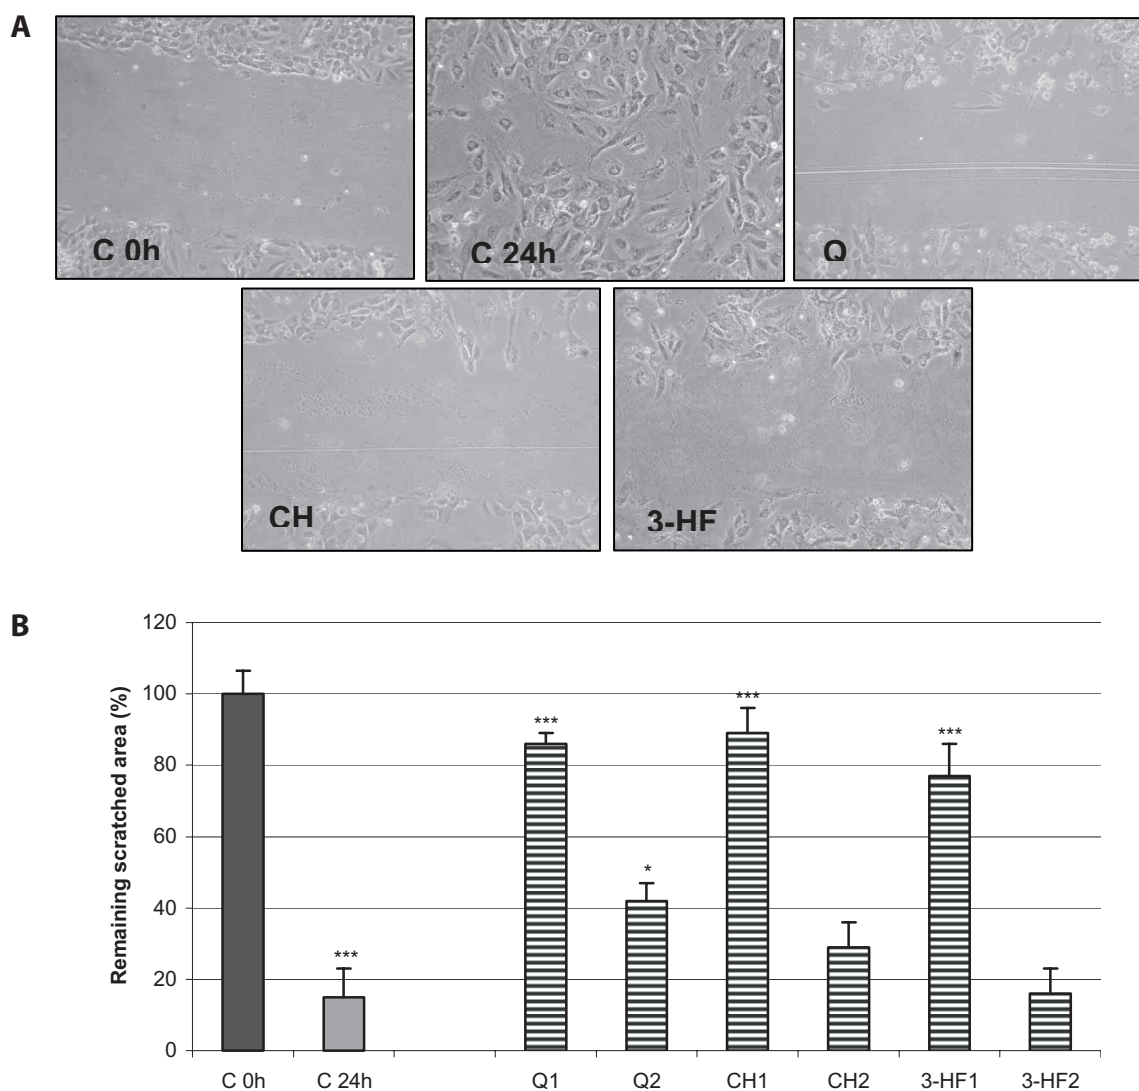 A
C 0h
C 24h
Q
CH
3-HF
B
Remaining scratched area (%)
120
100
80
60
40
20
0
***
***
*
***
***
C 0h
C 24h
Q1
Q2
CH1
CH2
3-HF1
3-HF2